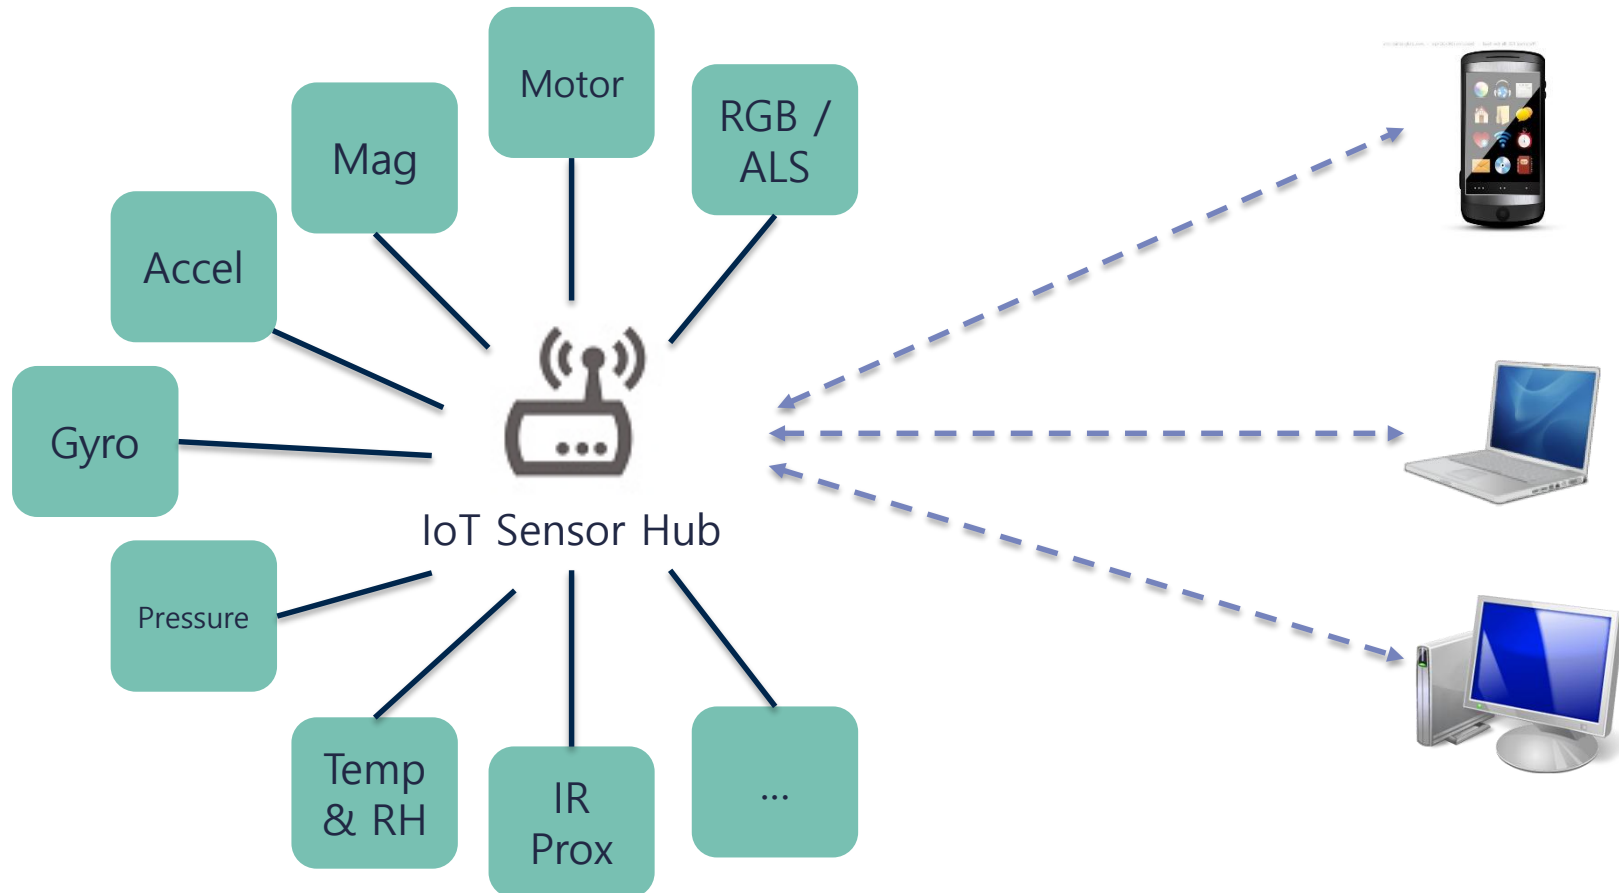 Motor
RGB /
ALS
Mag
Accel
Gyro
IoT Sensor Hub
Pressure
Temp
& RH
IR
Prox
...